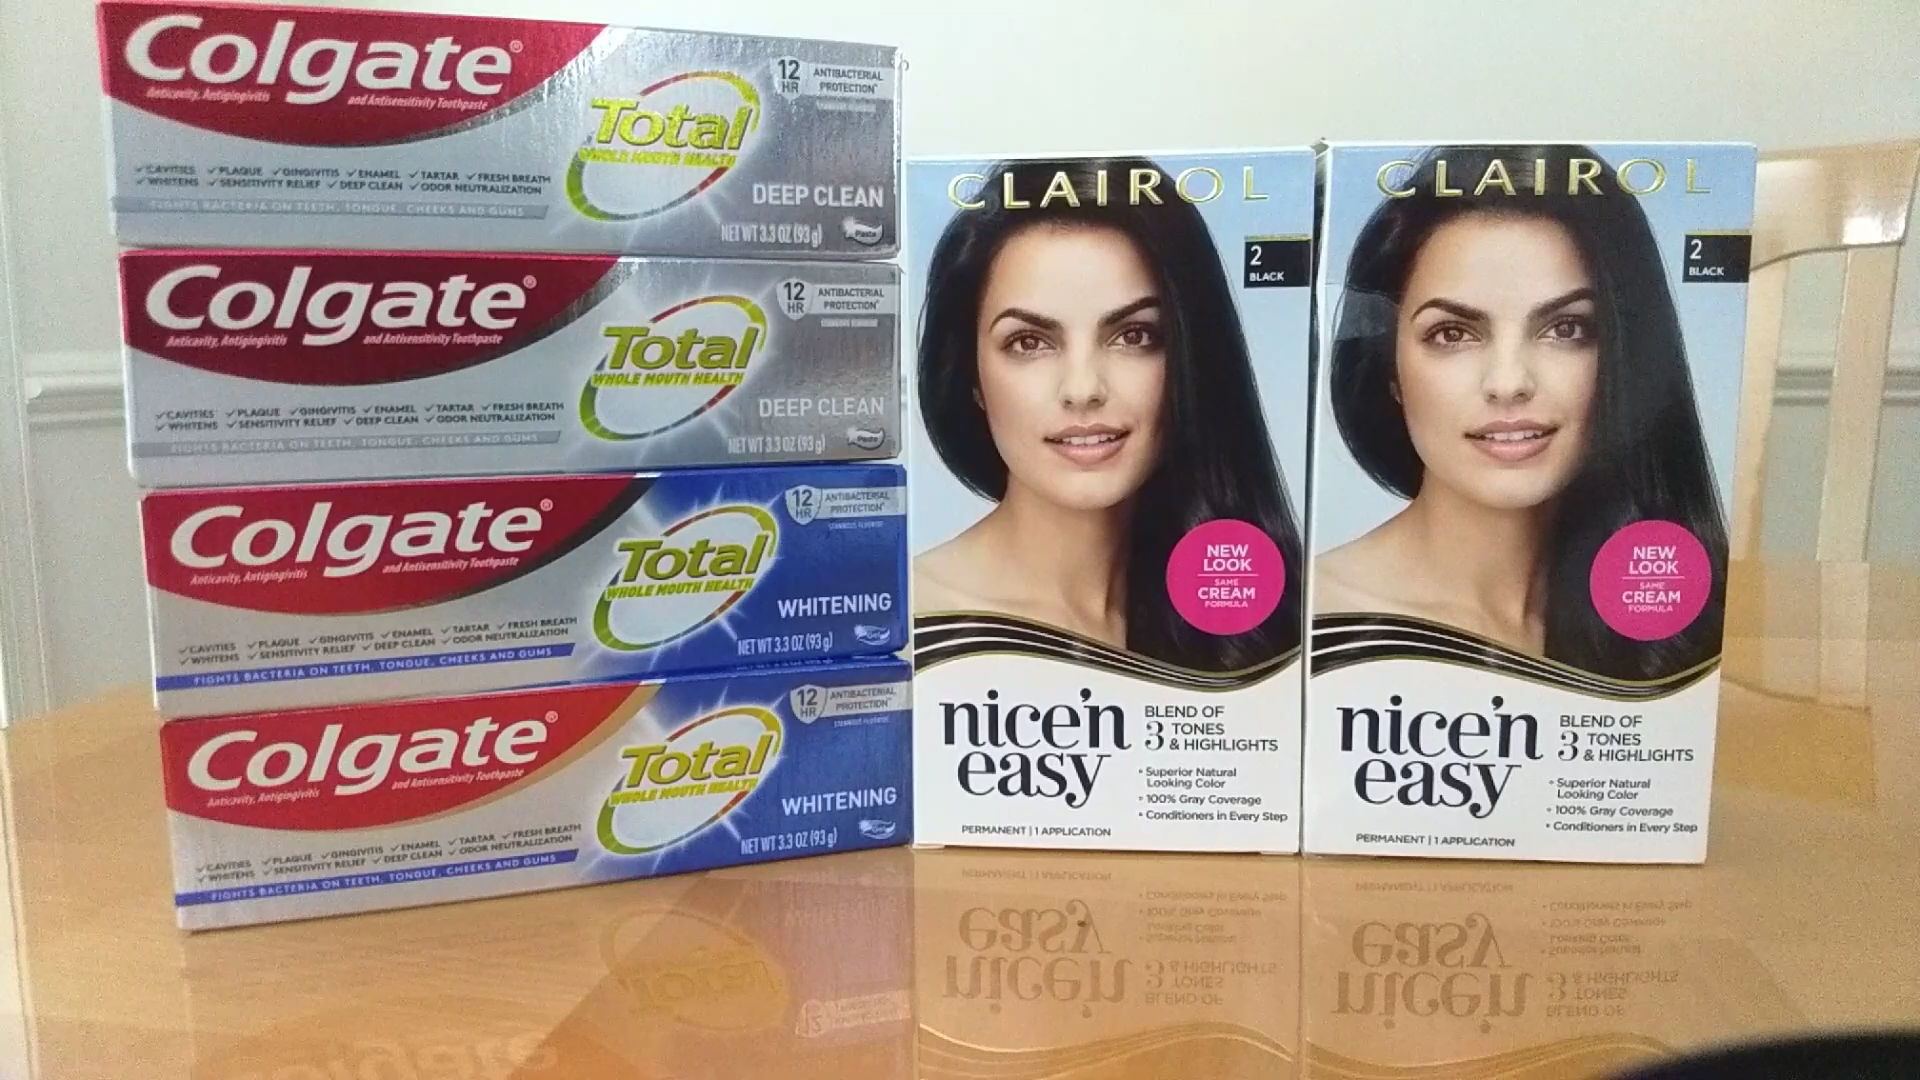 Colgate®
Anticavity, Antigingivitis and Antisensitivity Toothpaste
Total
WHOLE MOUTH HEALTH
12 HR ANTIBACTERIAL PROTECTION*
✓CAVITIES ✓PLAQUE ✓GINGIVITIS ✓ENAMEL ✓TARTAR ✓FRESH BREATH
✓WHITENS ✓SENSITIVITY RELIEF ✓DEEP CLEAN ✓ODOR NEUTRALIZATION
FIGHTS BACTERIA ON TEETH, TONGUE, CHEEKS AND GUMS
DEEP CLEAN
NET WT 3.3 OZ (93 g)
Paste
Colgate®
Anticavity, Antigingivitis and Antisensitivity Toothpaste
Total
WHOLE MOUTH HEALTH
12 HR ANTIBACTERIAL PROTECTION*
STANNOUS FLUORIDE
✓CAVITIES ✓PLAQUE ✓GINGIVITIS ✓ENAMEL ✓TARTAR ✓FRESH BREATH
✓WHITENS ✓SENSITIVITY RELIEF ✓DEEP CLEAN ✓ODOR NEUTRALIZATION
FIGHTS BACTERIA ON TEETH, TONGUE, CHEEKS AND GUMS
DEEP CLEAN
NET WT 3.3 OZ (93 g)
Paste
Colgate®
Anticavity, Antigingivitis and Antisensitivity Toothpaste
Total
WHOLE MOUTH HEALTH
12 HR ANTIBACTERIAL PROTECTION*
STANNOUS FLUORIDE
✓CAVITIES ✓PLAQUE ✓GINGIVITIS ✓ENAMEL ✓TARTAR ✓FRESH BREATH
✓WHITENS ✓SENSITIVITY RELIEF ✓DEEP CLEAN ✓ODOR NEUTRALIZATION
FIGHTS BACTERIA ON TEETH, TONGUE, CHEEKS AND GUMS
WHITENING
NET WT 3.3 OZ (93 g)
Gel
Colgate®
Anticavity, Antigingivitis and Antisensitivity Toothpaste
Total
WHOLE MOUTH HEALTH
12 HR ANTIBACTERIAL PROTECTION*
STANNOUS FLUORIDE
✓CAVITIES ✓PLAQUE ✓GINGIVITIS ✓ENAMEL ✓TARTAR ✓FRESH BREATH
✓WHITENS ✓SENSITIVITY RELIEF ✓DEEP CLEAN ✓ODOR NEUTRALIZATION
FIGHTS BACTERIA ON TEETH, TONGUE, CHEEKS AND GUMS
WHITENING
NET WT 3.3 OZ (93 g)
Gel
CLAIROL
2
BLACK
NEW
LOOK
SAME
CREAM
FORMULA
nice'n
easy
BLEND OF
3 TONES
& HIGHLIGHTS
• Superior Natural
Looking Color
• 100% Gray Coverage
• Conditioners in Every Step
PERMANENT | 1 APPLICATION
CLAIROL
2
BLACK
NEW
LOOK
SAME
CREAM
FORMULA
nice'n
easy
BLEND OF
3 TONES
& HIGHLIGHTS
• Superior Natural
Looking Color
• 100% Gray Coverage
• Conditioners in Every Step
PERMANENT | 1 APPLICATION